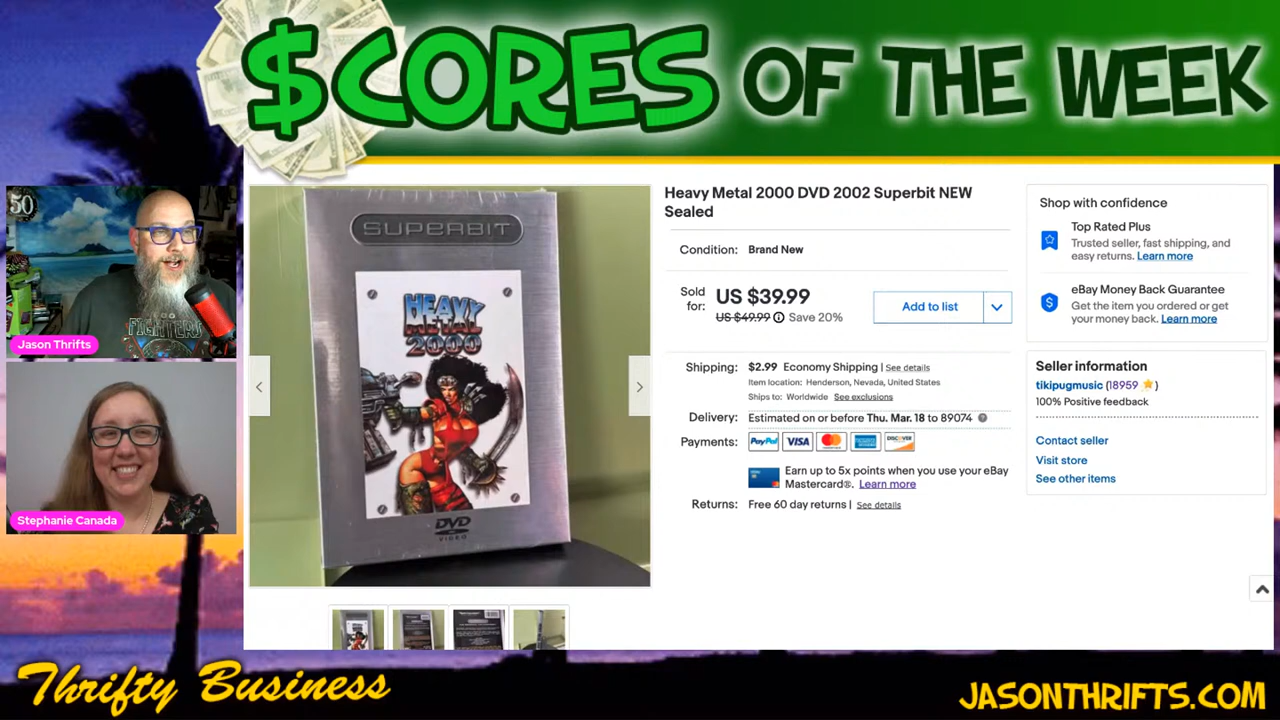 $CORES OF THE WEEK
50
FIGHTERS
Jason Thrifts
Stephanie Canada
SUPERBIT
HEAVY
METAL
2000
DVD
VIDEO
Heavy Metal 2000 DVD 2002 Superbit NEW
Sealed
Condition: Brand New
Sold for: US $39.99
US $49.99 Save 20%
Add to list
Shipping: $2.99 Economy Shipping | See details
Item location: Henderson, Nevada, United States
Ships to: Worldwide See exclusions
Delivery: Estimated on or before Thu. Mar. 18 to 89074
Payments: PayPal VISA MasterCard DISCOVER
Earn up to 5x points when you use your eBay
Mastercard®. Learn more
Returns: Free 60 day returns | See details
Shop with confidence
Top Rated Plus
Trusted seller, fast shipping, and
easy returns. Learn more
eBay Money Back Guarantee
Get the item you ordered or get
your money back. Learn more
Seller information
tikipugmusic (18959)
100% Positive feedback
Contact seller
Visit store
See other items
Thrifty Business
JASONTHRIFTS.COM